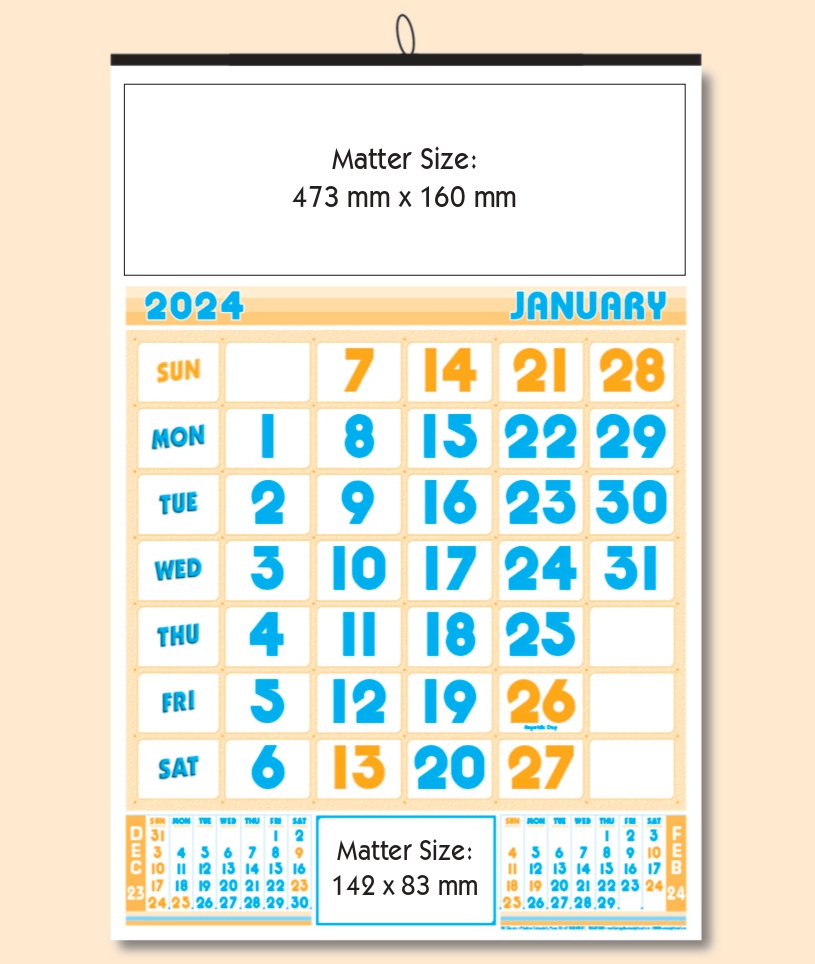 Matter Size:
473 mm x 160 mm
2024 JANUARY
SUN 7 14 21 28
MON 1 8 15 22 29
TUE 2 9 16 23 30
WED 3 10 17 24 31
THU 4 11 18 25
FRI 5 12 19 26
Republic Day
SAT 6 13 20 27
DEC 23
SUN MON TUE WED THU FRI SAT
31 1 2
3 4 5 6 7 8 9
10 11 12 13 14 15 16
17 18 19 20 21 22 23
24 25 26 27 28 29 30
Matter Size:
142 x 83 mm
SUN MON TUE WED THU FRI SAT
1 2 3
4 5 6 7 8 9 10
11 12 13 14 15 16 17
18 19 20 21 22 23 24
25 26 27 28 29
FEB 24